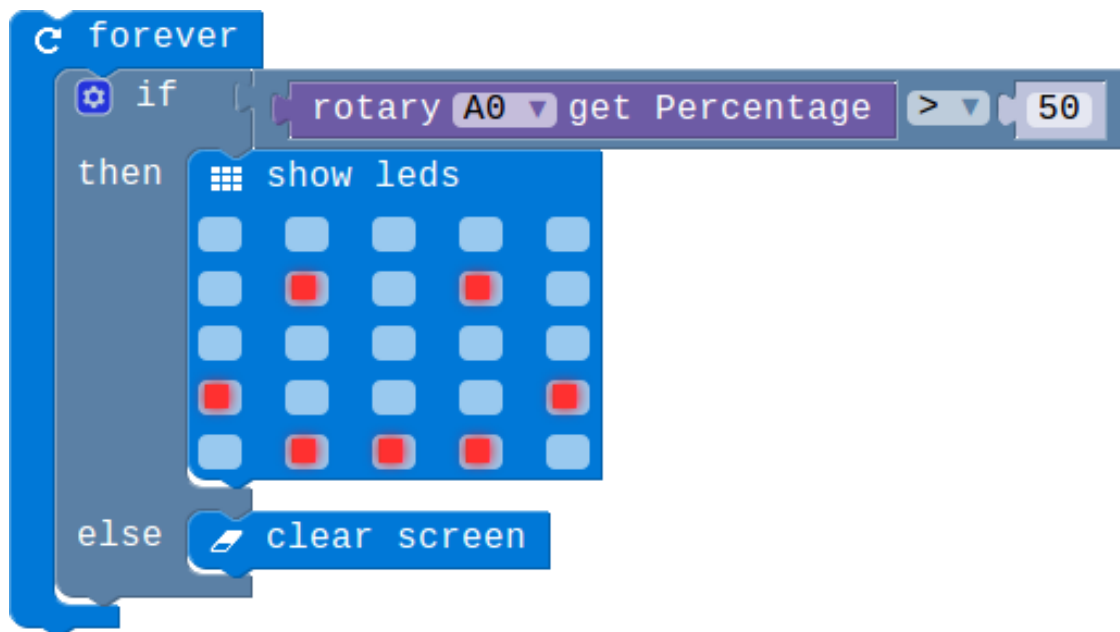 forever
if rotary A0 get Percentage > 50
then show leds
else clear screen